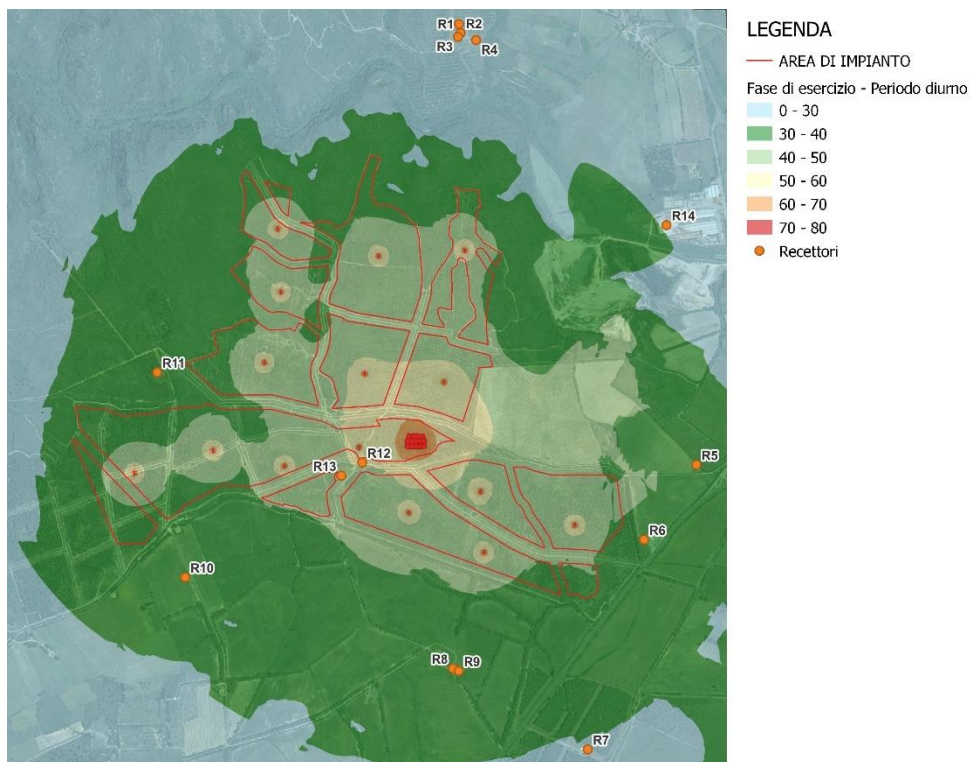 R1
R2
R3
R4
R14
R11
R12
R13
R5
R6
R10
R8
R9
R7
LEGENDA
AREA DI IMPIANTO
Fase di esercizio - Periodo diurno
0 - 30
30 - 40
40 - 50
50 - 60
60 - 70
70 - 80
Recettori